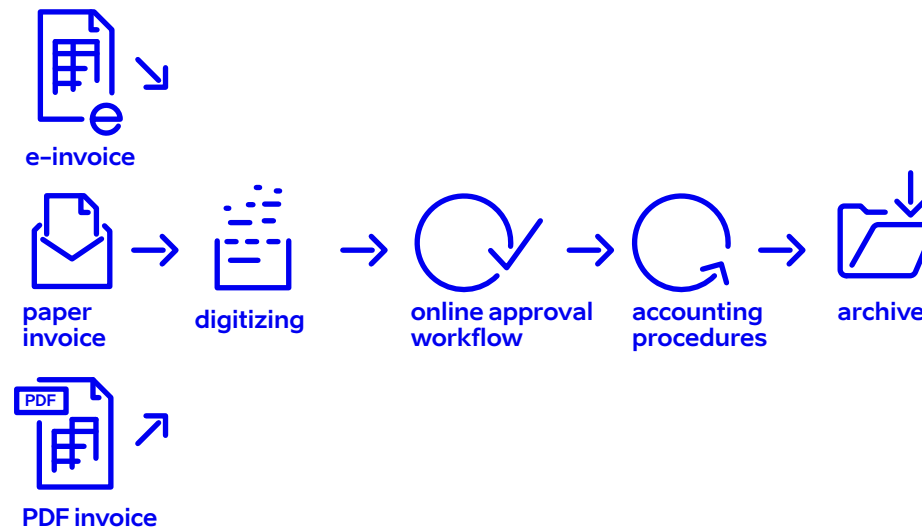 e-invoice
paper
invoice
digitizing
online approval
workflow
accounting
procedures
archive
PDF
PDF invoice